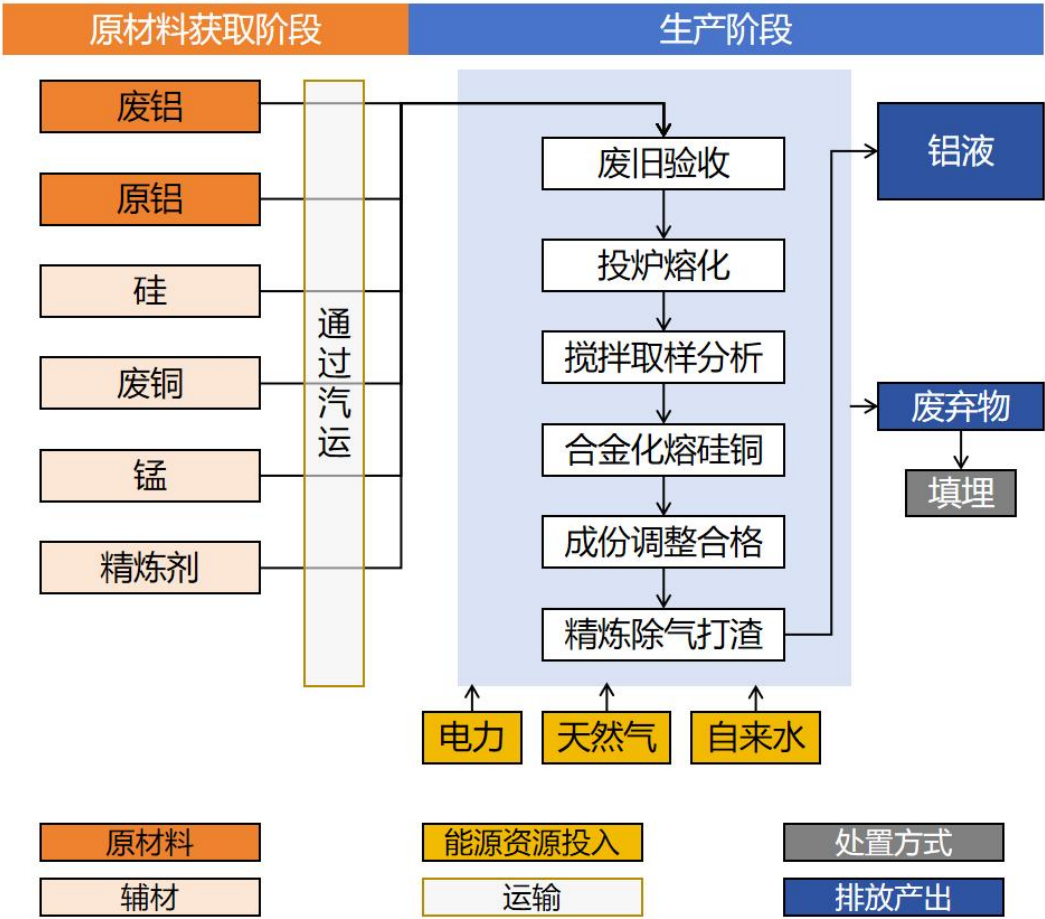 原材料获取阶段
生产阶段
废铝
原铝
硅
废铜
锰
精炼剂
通过汽运
废旧验收
投炉熔化
搅拌取样分析
合金化熔硅铜
成份调整合格
精炼除气打渣
铝液
废弃物
填埋
电力
天然气
自来水
原材料
能源资源投入
处置方式
辅材
运输
排放产出